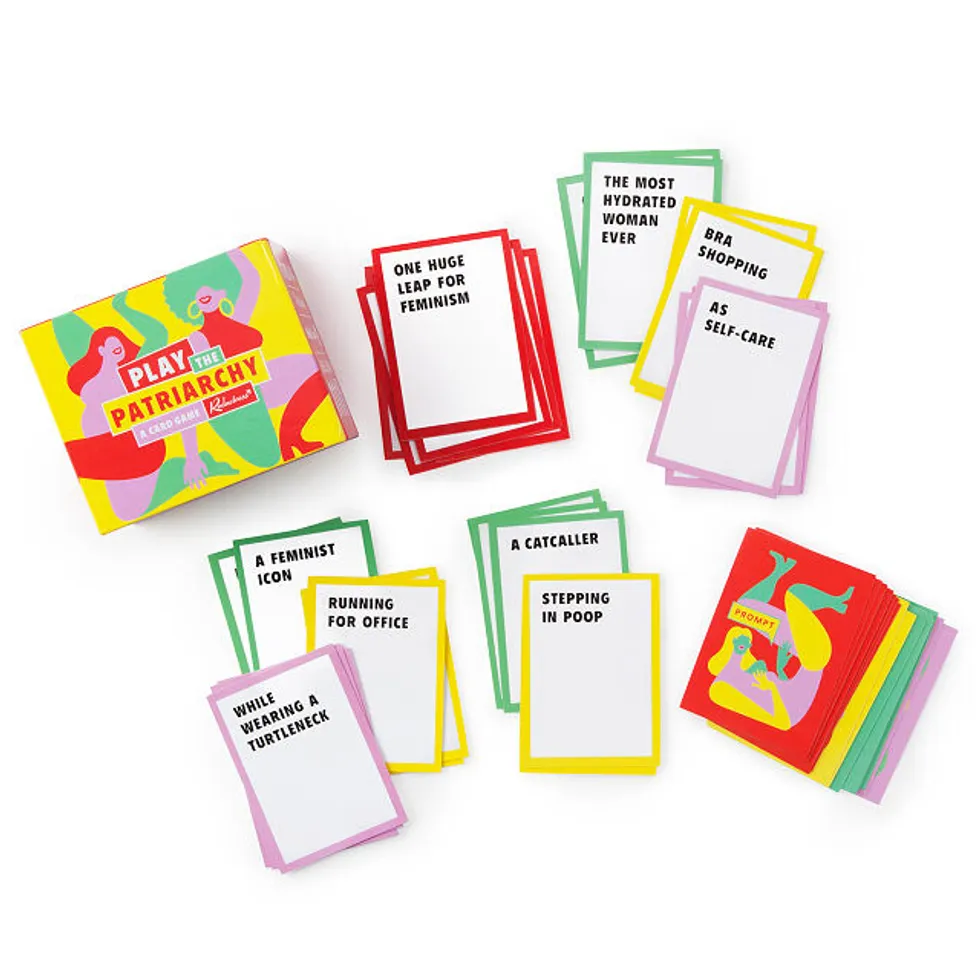 PLAY THE
PATRIARCHY
A CARD GAME
ONE HUGE
LEAP FOR
FEMINISM
THE MOST
HYDRATED
WOMAN
EVER
BRA
SHOPPING
AS
SELF-CARE
A FEMINIST
ICON
RUNNING
FOR OFFICE
WHILE
WEARING A
TURTLENECK
A CATCALLER
STEPPING
IN POOP
PROMPT